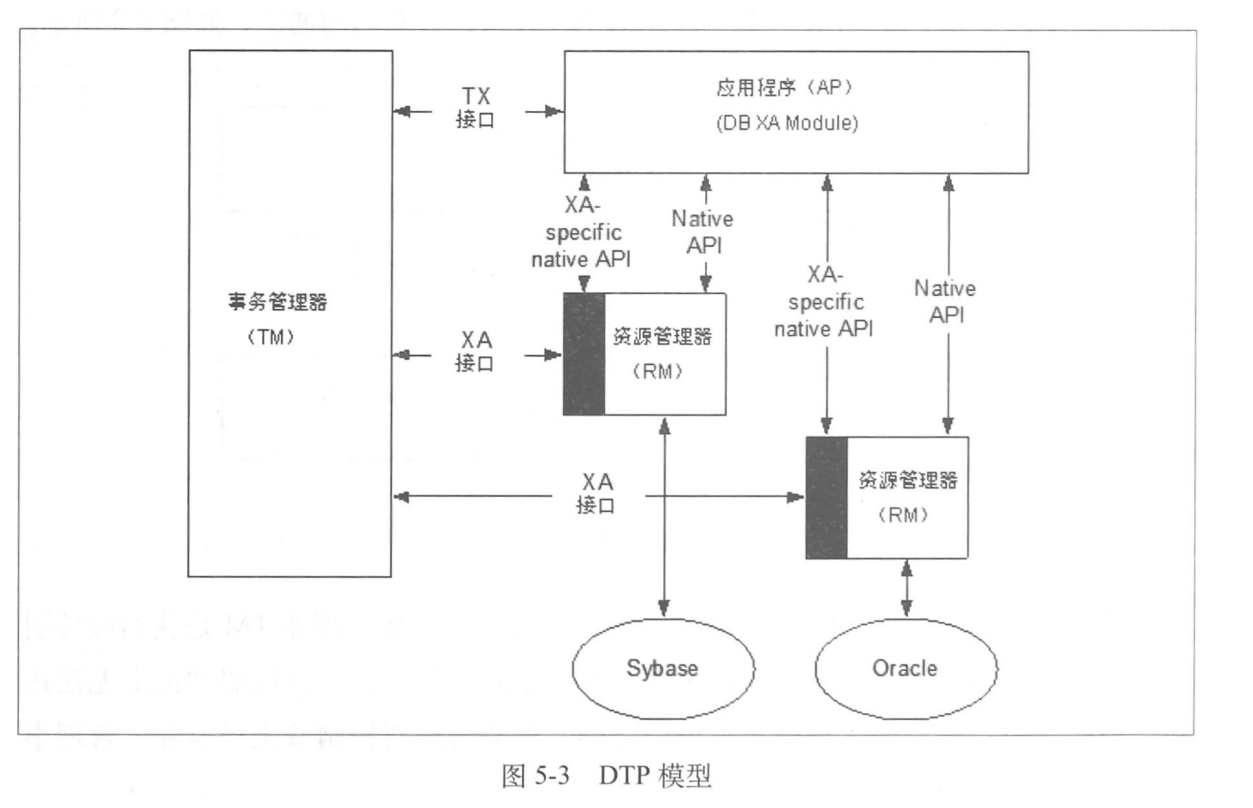 TX
接口
应用程序（AP）
(DB XA Module)
XA-
specific
native API
Native
API
XA-
specific
native API
Native
API
事务管理器
（TM）
XA
接口
资源管理器
（RM）
XA
接口
资源管理器
（RM）
Sybase
Oracle
图 5-3 DTP 模型